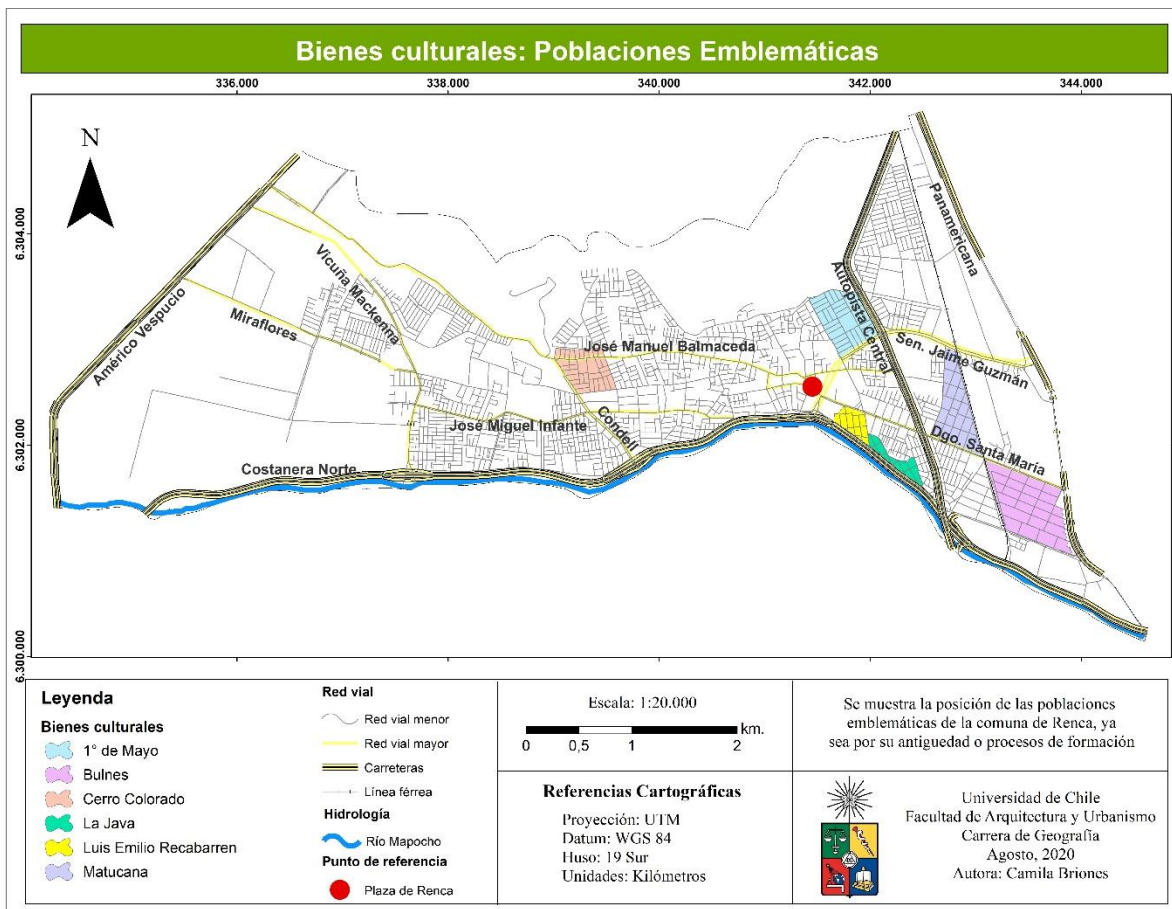 Bienes culturales: Poblaciones Emblemáticas
336.000
338.000
340.000
342.000
344.000
N
6.304.000
6.302.000
6.300.000
Panamericana
Autopista Central
Vicuña Mackenna
Américo Vespucio
Miraflores
José Manuel Balmaceda
Sen. Jaime Guzmán
Condell
José Miguel Infante
Dgo. Santa María
Costanera Norte
Leyenda
Bienes culturales
1° de Mayo
Bulnes
Cerro Colorado
La Java
Luis Emilio Recabarren
Matucana
Red vial
Red vial menor
Red vial mayor
Carreteras
Línea férrea
Hidrología
Río Mapocho
Punto de referencia
Plaza de Renca
Escala: 1:20.000
km.
0 0,5 1 2
Referencias Cartográficas
Proyección: UTM
Datum: WGS 84
Huso: 19 Sur
Unidades: Kilómetros
Se muestra la posición de las poblaciones
emblemáticas de la comuna de Renca, ya
sea por su antiguedad o procesos de formación
Universidad de Chile
Facultad de Arquitectura y Urbanismo
Carrera de Geografía
Agosto, 2020
Autora: Camila Briones